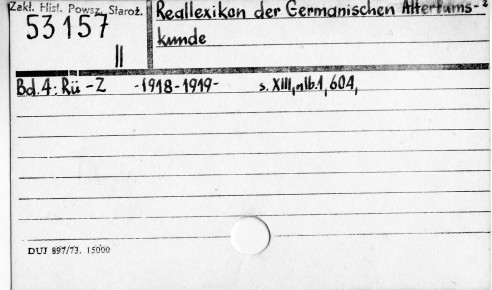 Zakł. Hist. Powsz. Staroż.
53157
II
Reallexikon der Germanischen Altertums-
kunde
Bd. 4: Rü - Z - 1918 - 1919 - s. XIII, nlb. 1, 604,
DUJ 897/73. 15000